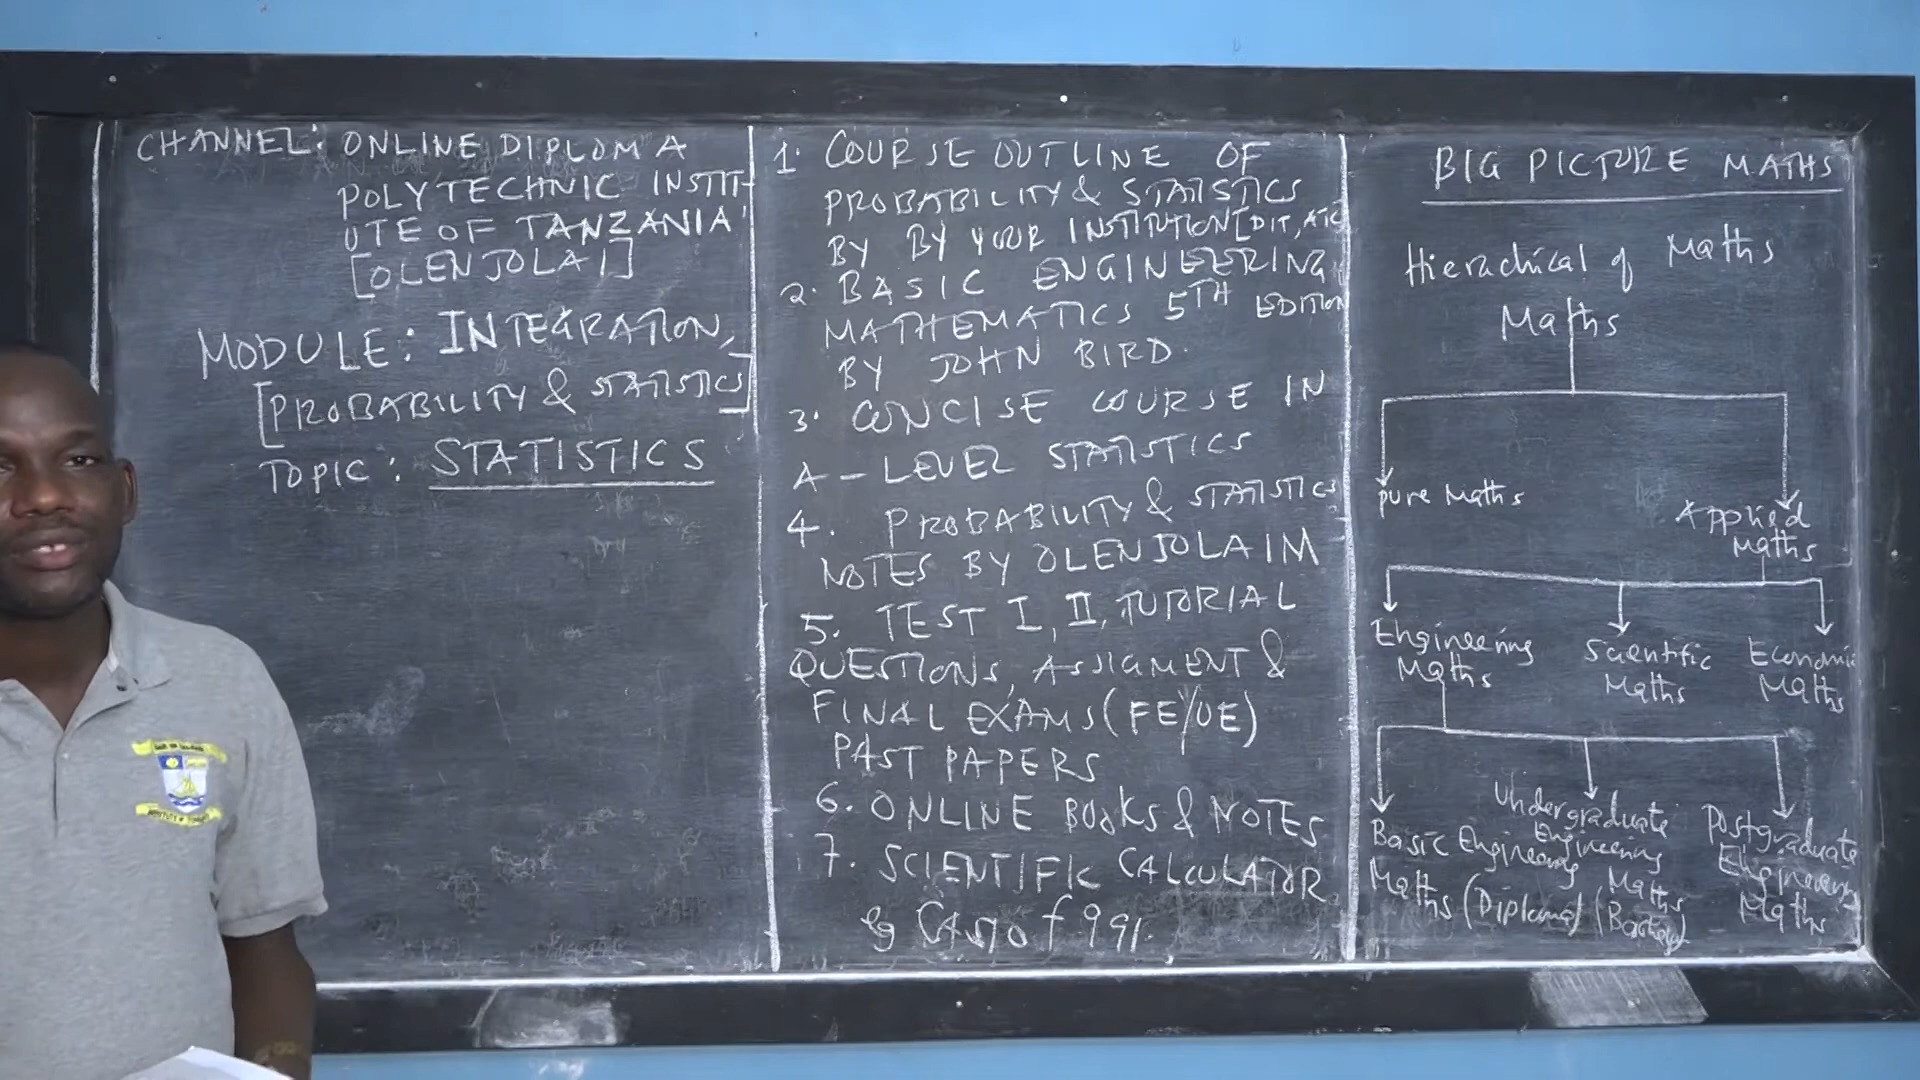 CHANNEL: ONLINE DIPLOMA
POLYTECHNIC INSTIT-
UTE OF TANZANIA
[OLENJOLAI]
MODULE: INTEGRATION,
[PROBABILITY & STATISTICS]
TOPIC: STATISTICS
1. COURSE OUTLINE OF
PROBABILITY & STATISTICS
BY BY YOUR INSTITUTION [DIT, ATC
2. BASIC ENGINEERING
MATHEMATICS 5TH EDITION
BY JOHN BIRD.
3. CONCISE COURSE IN
A-LEVEL STATISTICS
4. PROBABILITY & STATISTICS
NOTES BY OLENJOLAI M
5. TEST I, II, TUTORIAL
QUESTIONS, ASSIGMENT &
FINAL EXAMS (FE/UE)
PAST PAPERS
6. ONLINE BOOKS & NOTES
7. SCIENTIFIC CALCULATOR
eg Casio f 991.
BIG PICTURE MATHS
Hierachical of Maths
Maths
Pure Maths
Applied
Maths
Engineering
Maths
Scientific
Maths
Economic
Maths
Basic Engineering
Maths (Diploma)
Undergraduate
Engineering
Maths
Postgraduate
Engineering
Maths